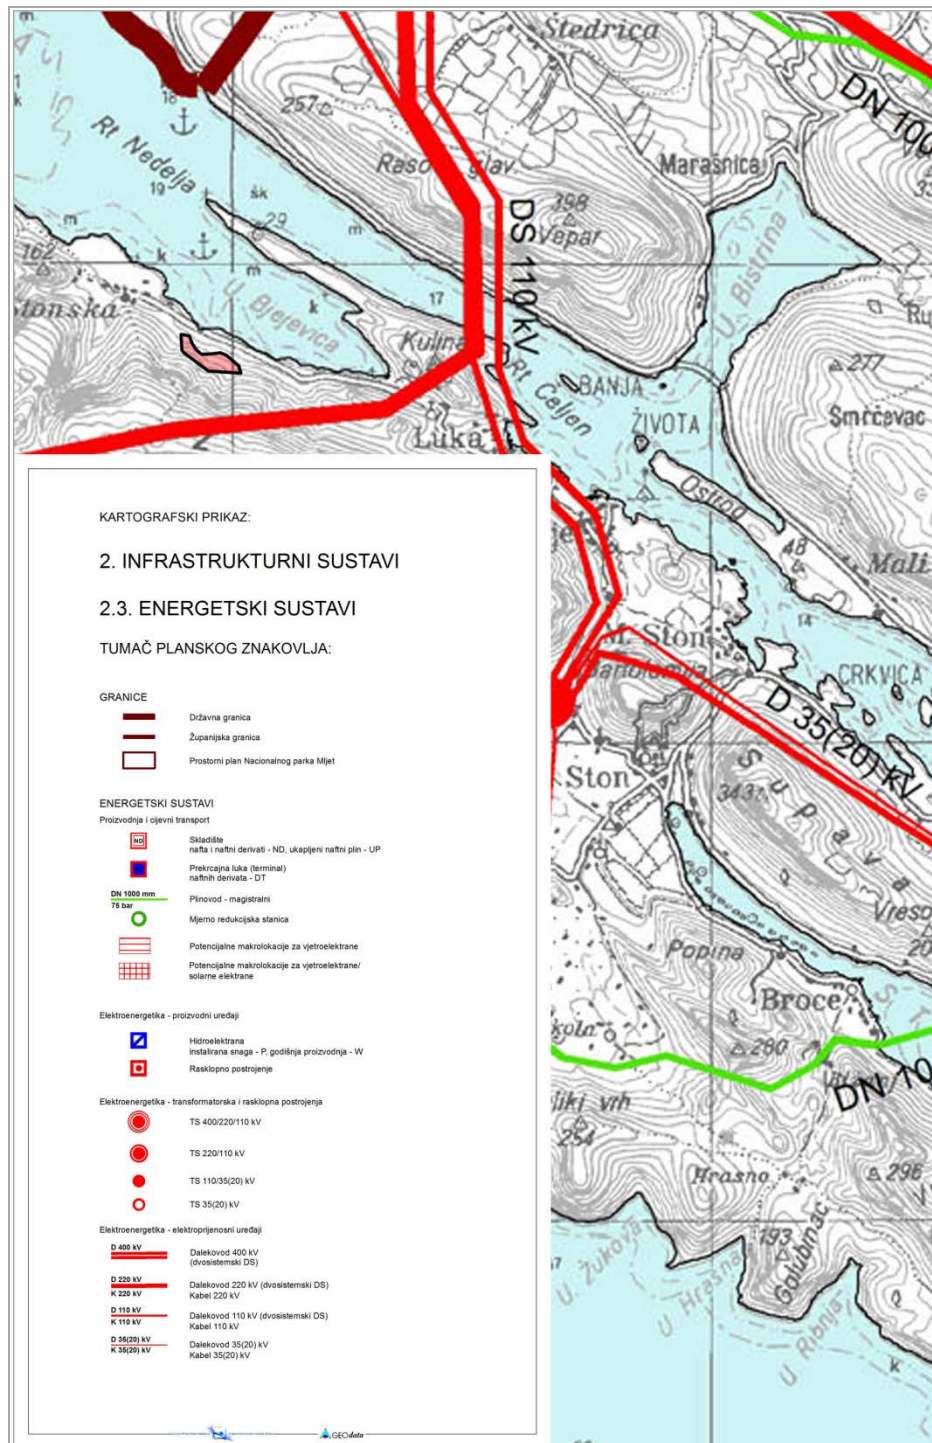 Stedrica
18
257
DN 100
Rt Nedelja
Marašnica
19
šk
29
398
Vepar
DS 110 kV
U. Bistrina
162
m
k
17
U. Bjejevica
Kulina
Rt Celjen
BANJA
ŽIVOTA
277
Smrčevac
Luka
Ostrog
48
Mali
14
M. Ston
CRKVICA
D 35(20) kV
Ston
343
Supava
Popina
Broce
280
DN 10
254
Hrasno
296
193
Golubrnac
U. Žukova
U. Hrasna
U. Ribnja
k
KARTOGRAFSKI PRIKAZ:
2. INFRASTRUKTURNI SUSTAVI
2.3. ENERGETSKI SUSTAVI
TUMAČ PLANSKOG ZNAKOVLJA:
GRANICE
Državna granica
Županijska granica
Prostorni plan Nacionalnog parka Mljet
ENERGETSKI SUSTAVI
Proizvodnja i cijevni transport
ND
Skladište
nafta i naftni derivati - ND, ukapljeni naftni plin - UP
Prekrcajna luka (terminal)
naftnih derivata - DT
DN 1000 mm
75 bar
Plinovod - magistralni
Mjerno redukcijska stanica
Potencijalne makrolokacije za vjetroelektrane
Potencijalne makrolokacije za vjetroelektrane/
solarne elektrane
Elektroenergetika - proizvodni uređaji
Hidroelektrana
instalirana snaga - P, godišnja proizvodnja - W
Rasklopno postrojenje
Elektroenergetika - transformatorska i rasklopna postrojenja
TS 400/220/110 kV
TS 220/110 kV
TS 110/35(20) kV
TS 35(20) kV
Elektroenergetika - elektroprijenosni uređaji
D 400 kV
Dalekovod 400 kV
(dvosistemski DS)
D 220 kV
K 220 kV
Dalekovod 220 kV (dvosistemski DS)
Kabel 220 kV
D 110 kV
K 110 kV
Dalekovod 110 kV (dvosistemski DS)
Kabel 110 kV
D 35(20) kV
K 35(20) kV
Dalekovod 35(20) kV
Kabel 35(20) kV
GEOdata